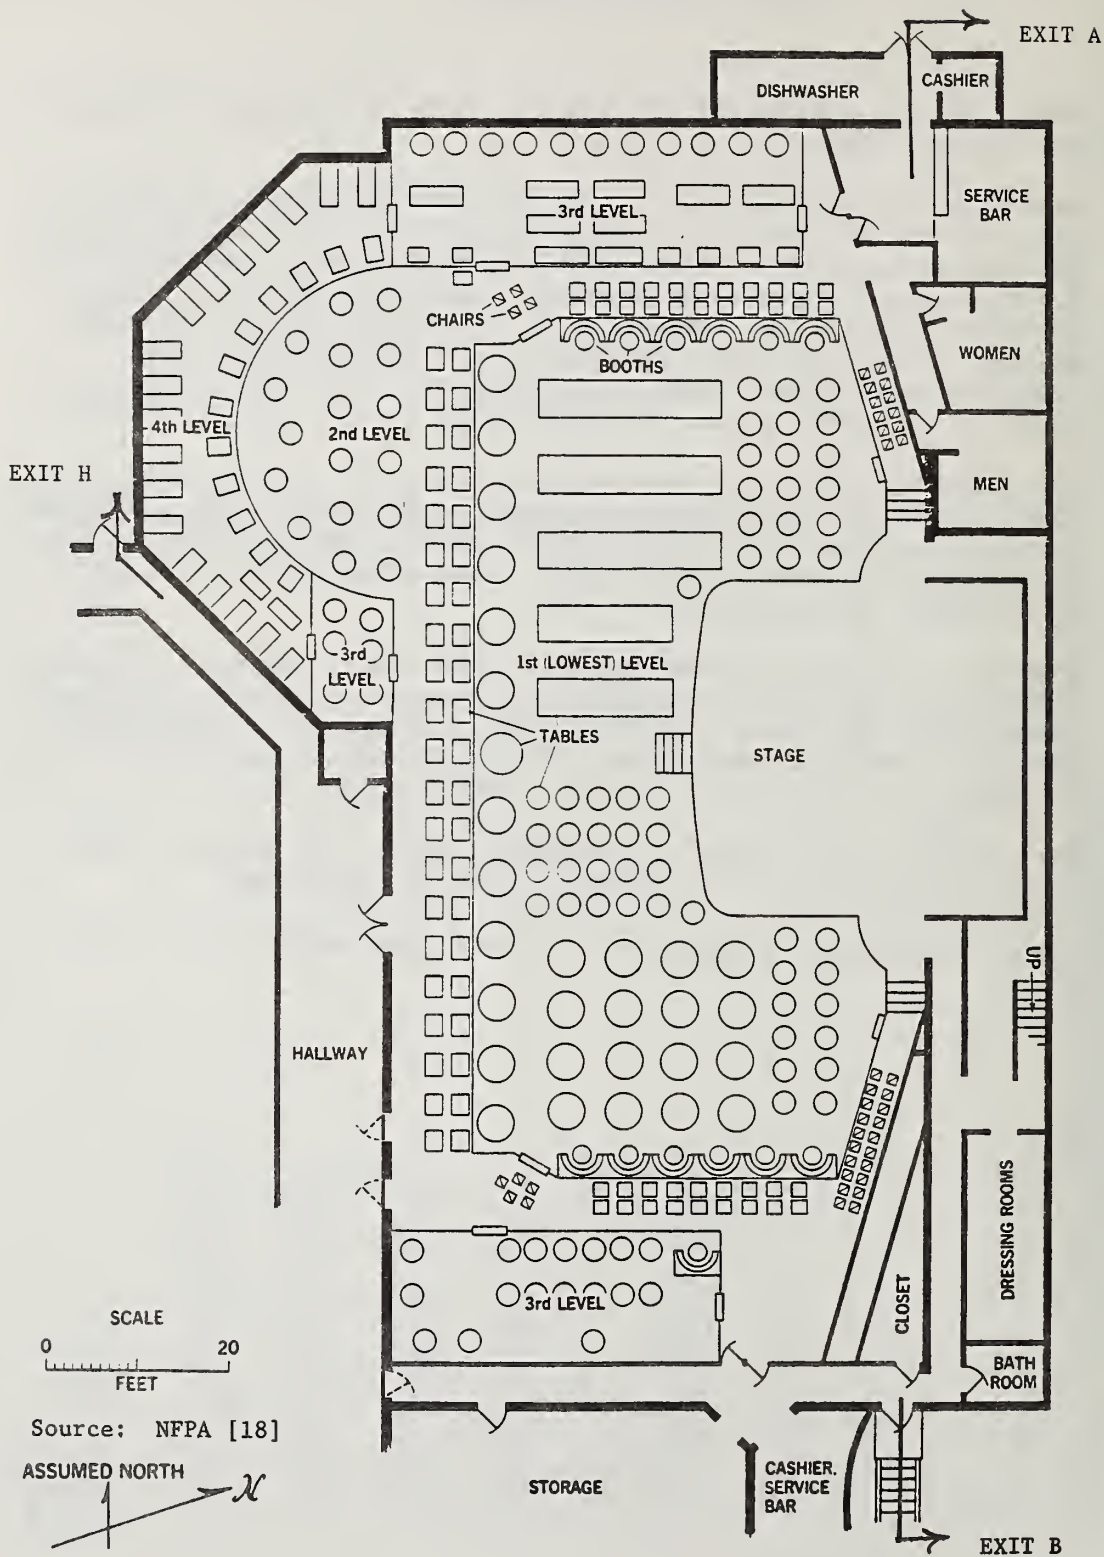 EXIT A
DISHWASHER
CASHIER
SERVICE
BAR
3rd LEVEL
CHAIRS
BOOTHS
WOMEN
4th LEVEL
2nd LEVEL
EXIT H
MEN
3rd
LEVEL
1st (LOWEST) LEVEL
TABLES
STAGE
UP
HALLWAY
DRESSING ROOMS
CLOSET
3rd LEVEL
SCALE
0 20
FEET
BATH
ROOM
Source: NFPA [18]
ASSUMED NORTH
N
STORAGE
CASHIER.
SERVICE
BAR
EXIT B